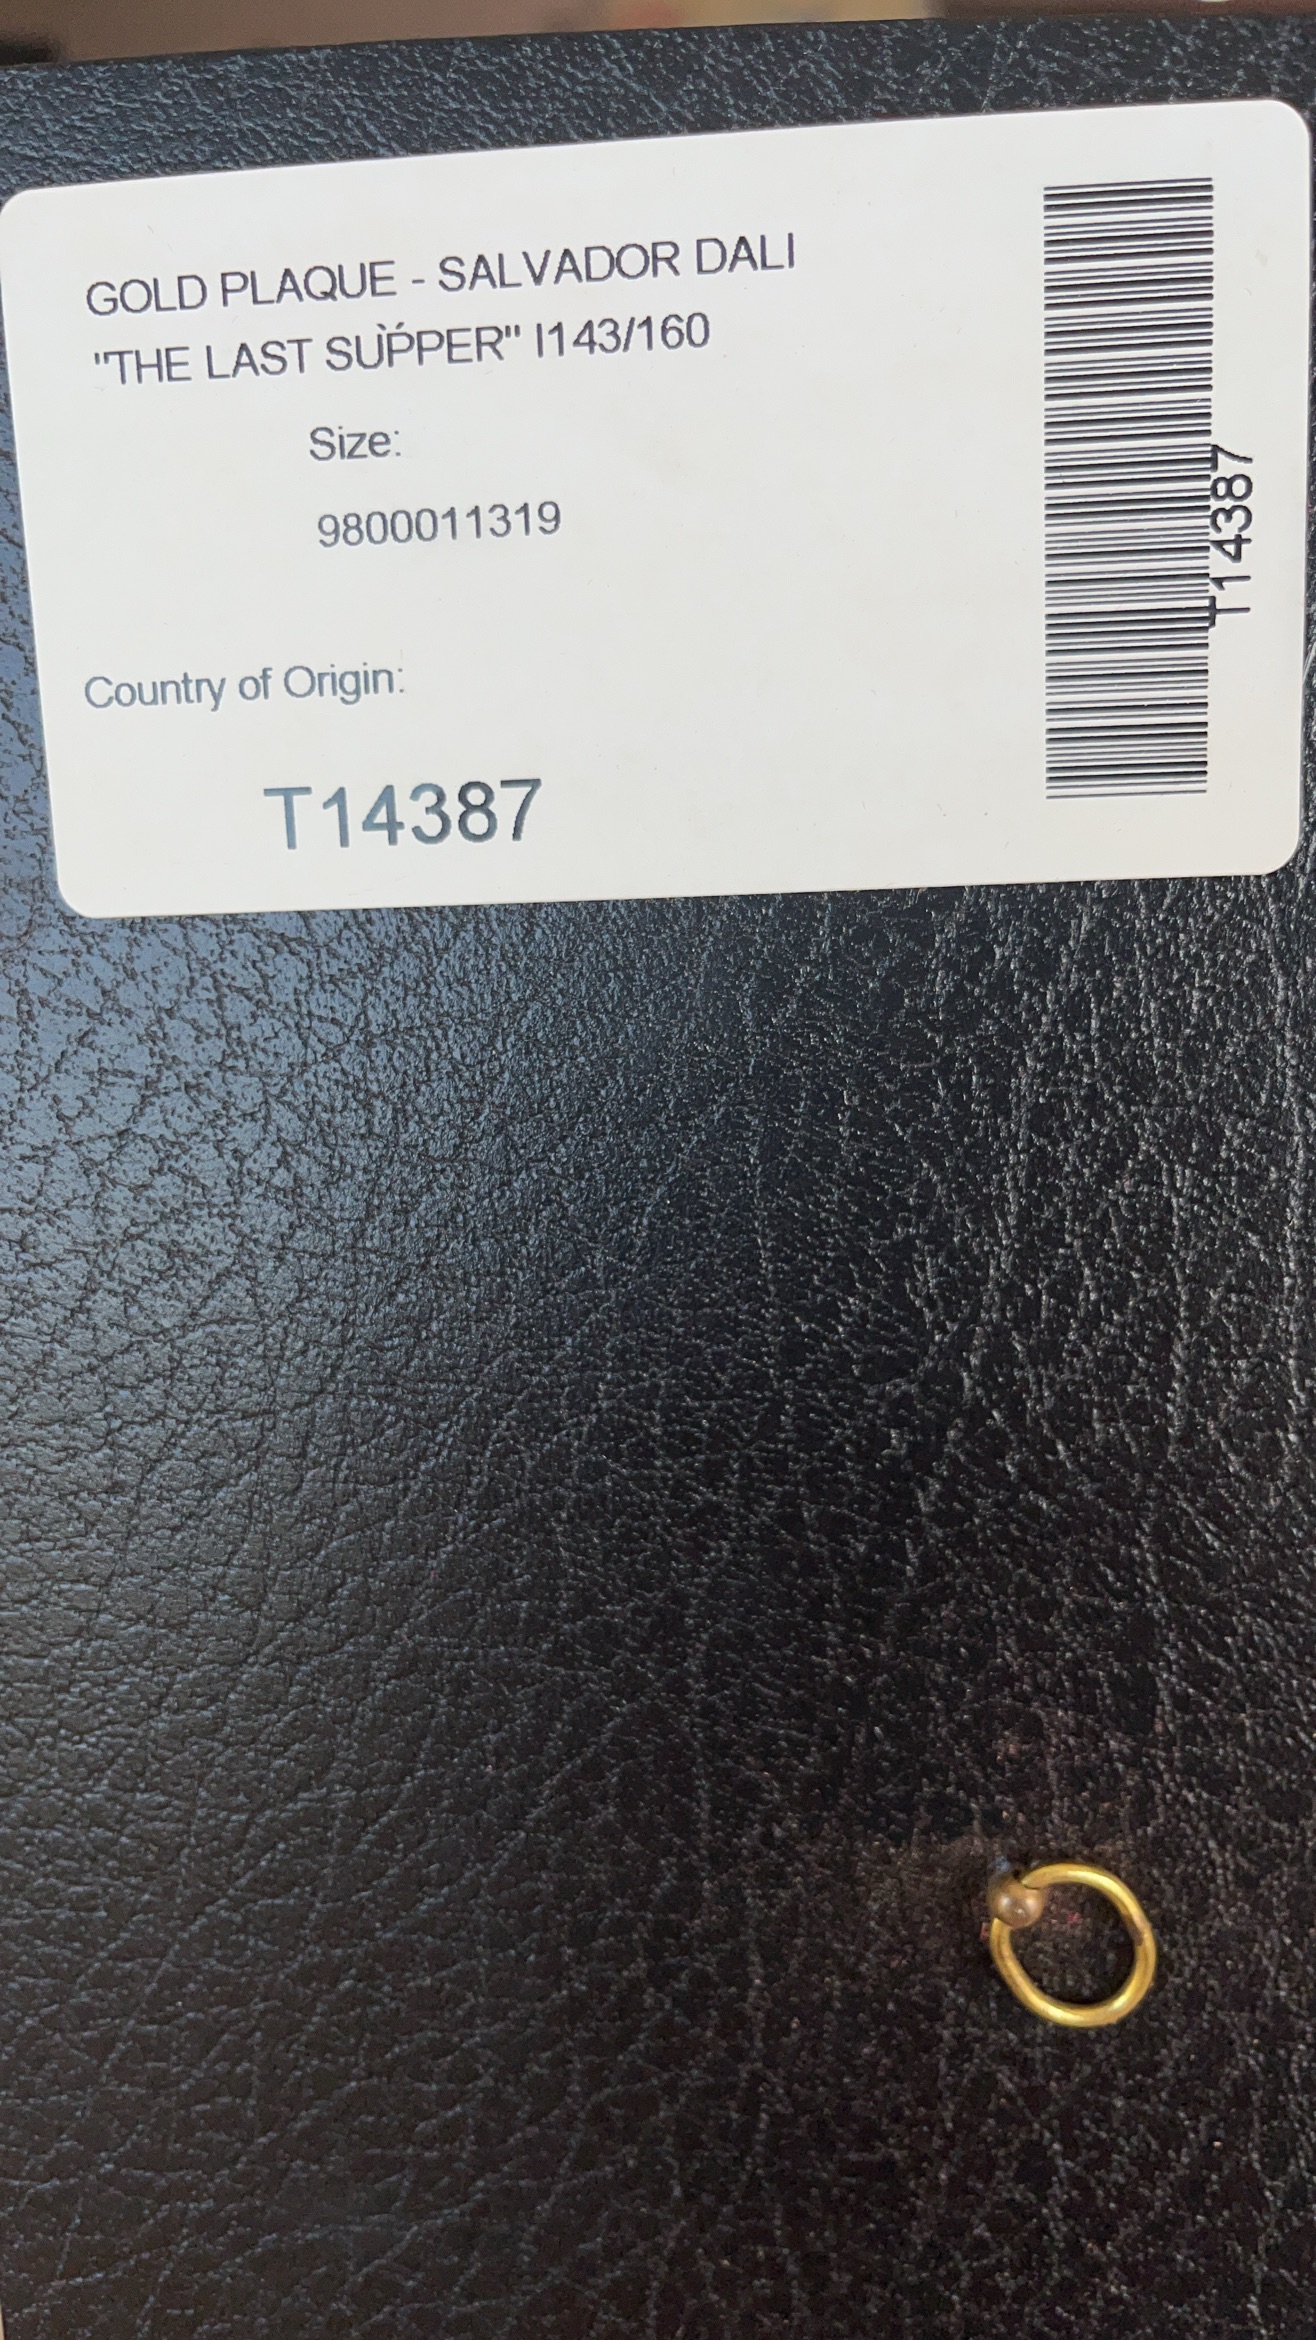 GOLD PLAQUE - SALVADOR DALI
"THE LAST SUPPER" I143/160
Size:
9800011319
Country of Origin:
T14387
T14387